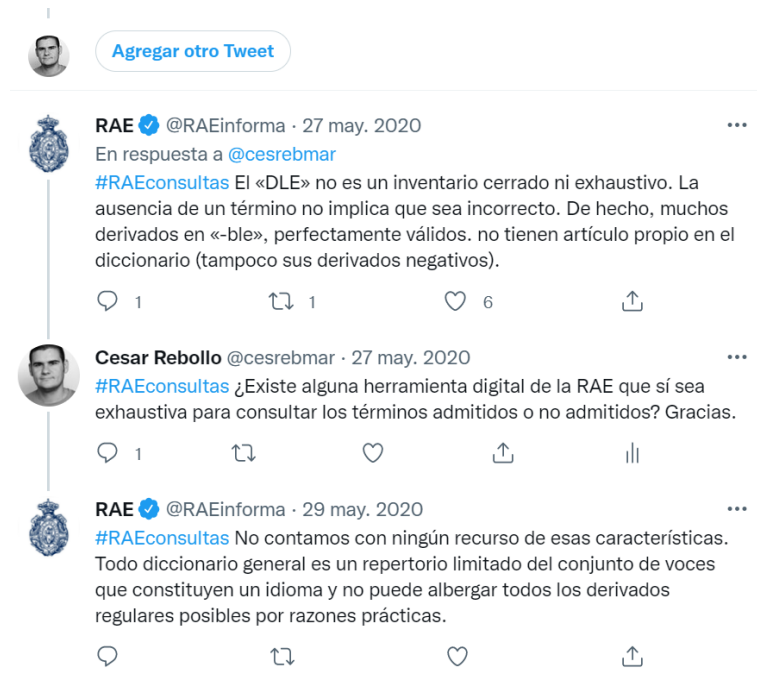 Agregar otro Tweet
RAE @RAEinforma · 27 may. 2020
En respuesta a @cesrebmar
#RAEconsultas El «DLE» no es un inventario cerrado ni exhaustivo. La
ausencia de un término no implica que sea incorrecto. De hecho, muchos
derivados en «-ble», perfectamente válidos. no tienen artículo propio en el
diccionario (tampoco sus derivados negativos).
1 1 6
Cesar Rebollo @cesrebmar · 27 may. 2020
#RAEconsultas ¿Existe alguna herramienta digital de la RAE que sí sea
exhaustiva para consultar los términos admitidos o no admitidos? Gracias.
1
RAE @RAEinforma · 29 may. 2020
#RAEconsultas No contamos con ningún recurso de esas características.
Todo diccionario general es un repertorio limitado del conjunto de voces
que constituyen un idioma y no puede albergar todos los derivados
regulares posibles por razones prácticas.